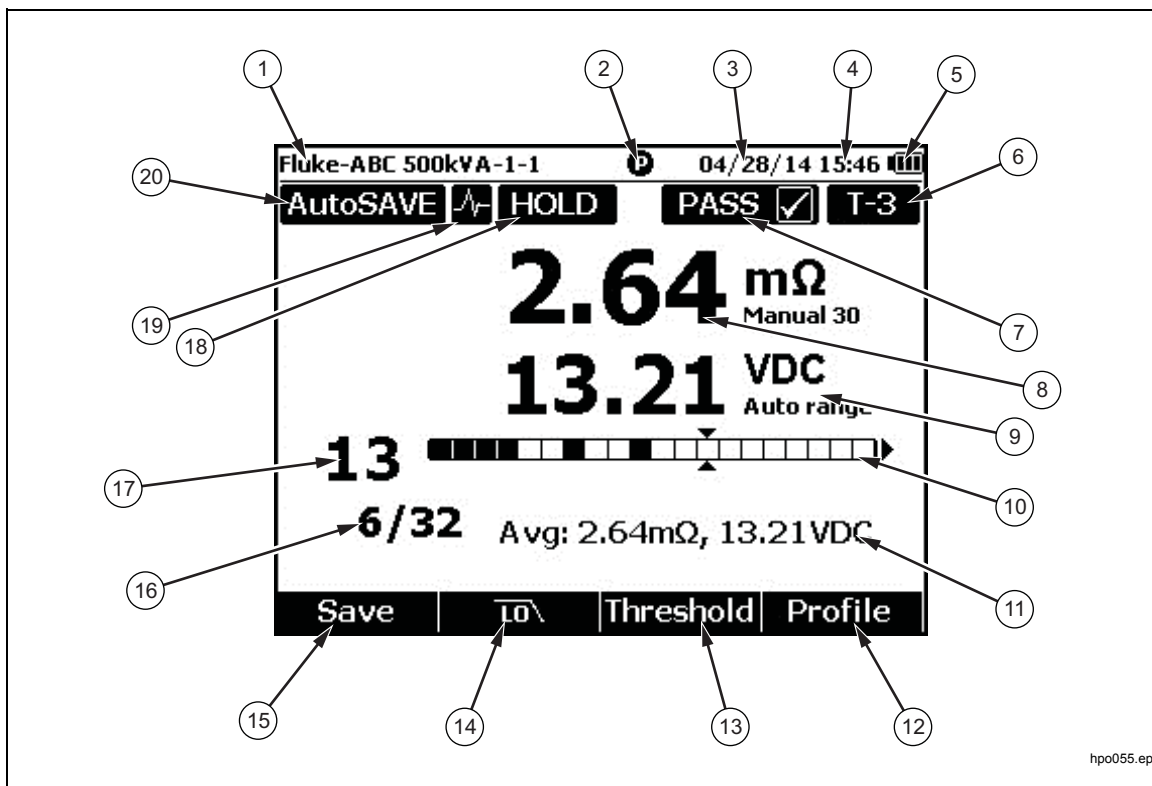 1 2 3 4 5
Fluke-ABC 500kVA-1-1 P 04/28/14 15:46
6
20
AutoSAVE HOLD PASS T-3
2.64 mΩ
Manual 30
19
18
7
13.21 VDC
Auto range
8
9
13
17
10
6/32 Avg: 2.64mΩ, 13.21VDC
16
11
Save LO Threshold Profile
15 14 13 12
hpo055.ep